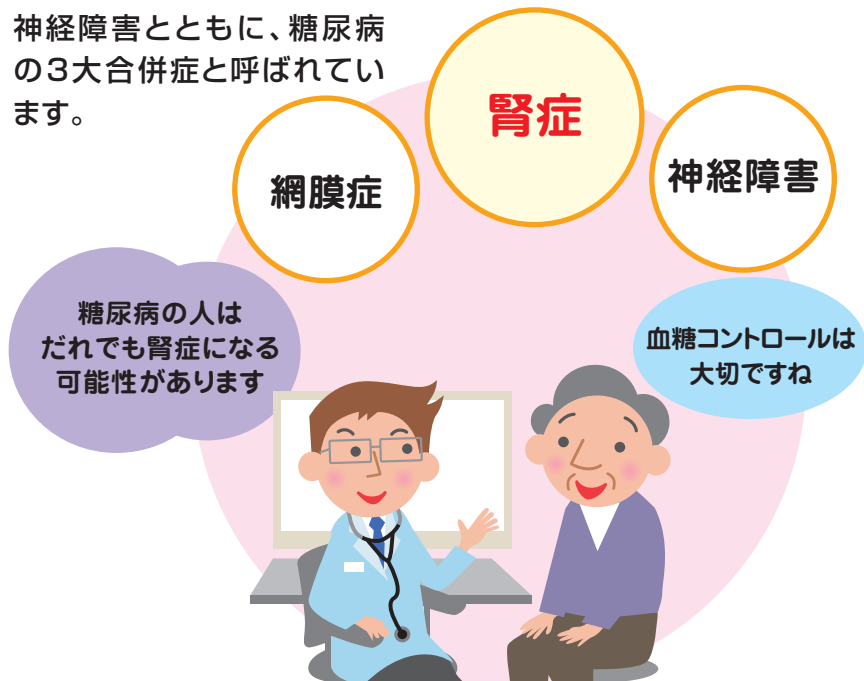 神経障害とともに、糖尿病
の3大合併症と呼ばれてい
ます。
腎症
網膜症
神経障害
糖尿病の人は
だれでも腎症になる
可能性があります
血糖コントロールは
大切ですね